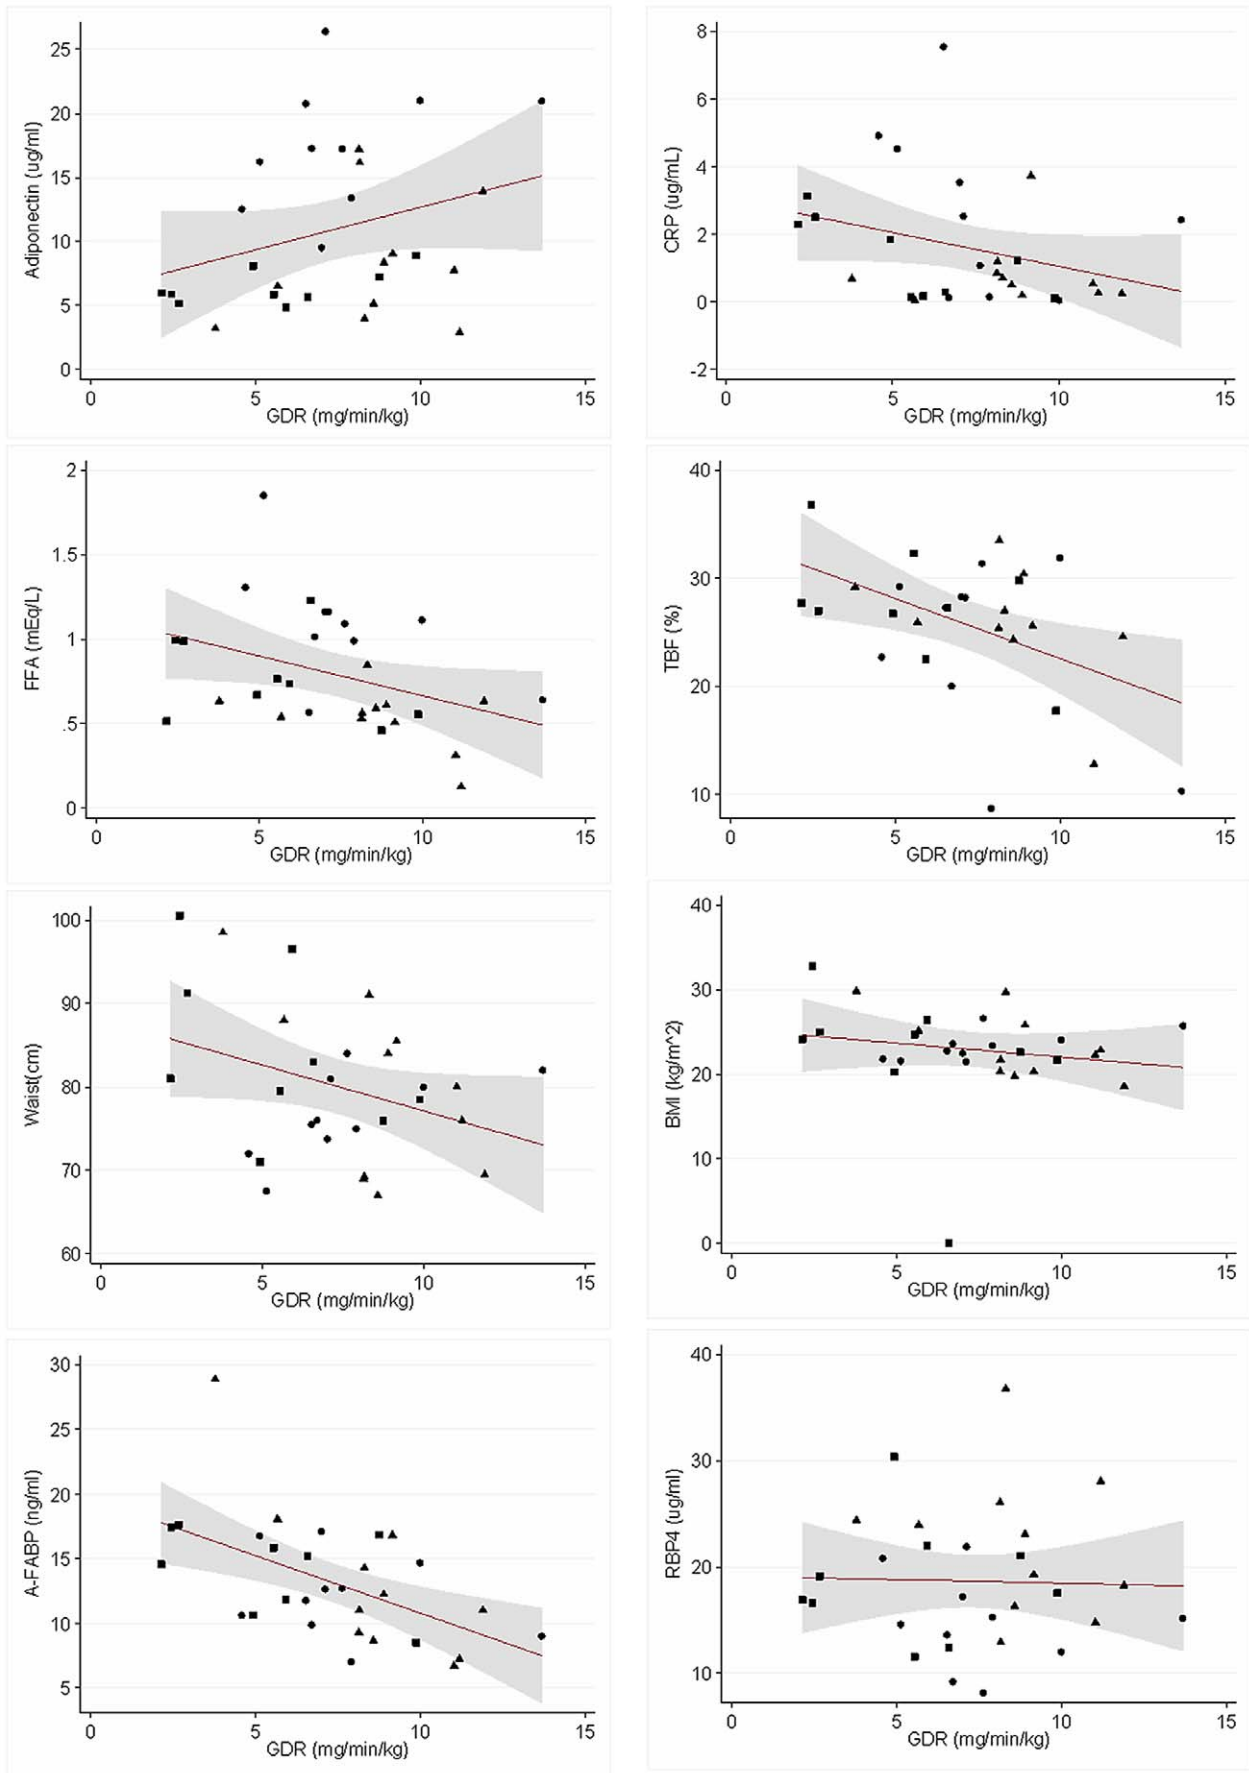 Adiponectin (ug/ml)
25
20
15
10
5
0
0 5 10 15
GDR (mg/min/kg)
CRP (ug/mL)
8
6
4
2
0
-2
0 5 10 15
GDR (mg/min/kg)
FFA (mEq/L)
2
1.5
1
.5
0
0 5 10 15
GDR (mg/min/kg)
TBF (%)
40
30
20
10
0 5 10 15
GDR (mg/min/kg)
Waist(cm)
100
90
80
70
60
0 5 10 15
GDR (mg/min/kg)
BMI (kg/m^2)
40
30
20
10
0
0 5 10 15
GDR (mg/min/kg)
A-FABP (ng/ml)
30
25
20
15
10
5
0 5 10 15
GDR (mg/min/kg)
RBP4 (ug/ml)
40
30
20
10
0 5 10 15
GDR (mg/min/kg)